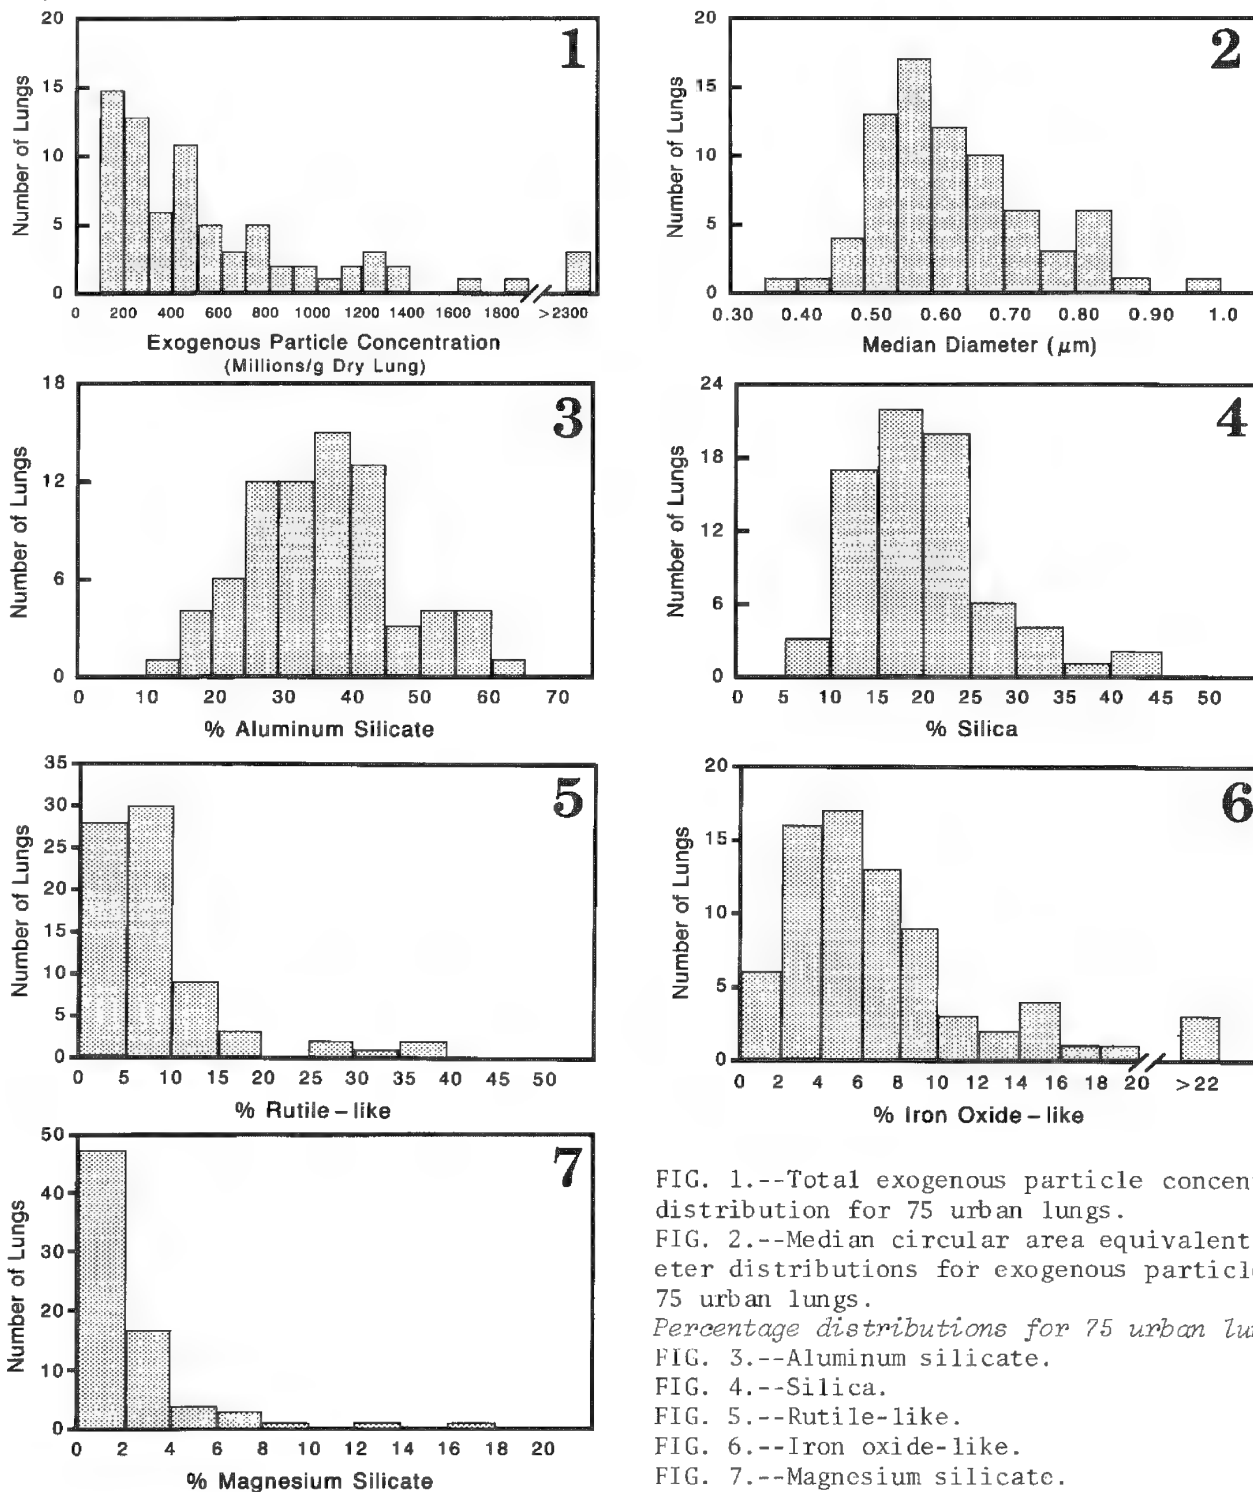 20
15
10
5
0
Number of Lungs
1
0 200 400 600 800 1000 1200 1400 1600 1800 >2300
Exogenous Particle Concentration
(Millions/g Dry Lung)
20
15
10
5
0
Number of Lungs
2
0.30 0.40 0.50 0.60 0.70 0.80 0.90 1.0
Median Diameter (μm)
18
12
6
0
Number of Lungs
3
0 10 20 30 40 50 60 70
% Aluminum Silicate
24
18
12
6
0
Number of Lungs
4
0 5 10 15 20 25 30 35 40 45 50
% Silica
35
30
25
20
15
10
5
0
Number of Lungs
5
0 5 10 15 20 25 30 35 40 45 50
% Rutile-like
20
15
10
5
0
Number of Lungs
6
0 2 4 6 8 10 12 14 16 18 20 >22
% Iron Oxide-like
50
40
30
20
10
0
Number of Lungs
7
0 2 4 6 8 10 12 14 16 18 20
% Magnesium Silicate
FIG. 1.--Total exogenous particle concen
distribution for 75 urban lungs.
FIG. 2.--Median circular area equivalent
eter distributions for exogenous particl
75 urban lungs.
Percentage distributions for 75 urban lu
FIG. 3.--Aluminum silicate.
FIG. 4.--Silica.
FIG. 5.--Rutile-like.
FIG. 6.--Iron oxide-like.
FIG. 7.--Magnesium silicate.